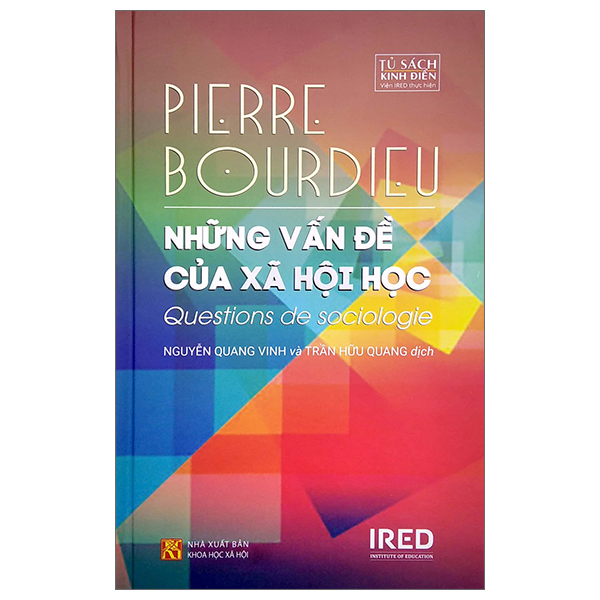 TỦ SÁCH
KINH ĐIỂN
Viện IRED thực hiện
PIERRE
BOURDIEU
NHỮNG VẤN ĐỀ
CỦA XÃ HỘI HỌC
Questions de sociologie
NGUYỄN QUANG VINH và TRẦN HỮU QUANG dịch
NHÀ XUẤT BẢN
KHOA HỌC XÃ HỘI
IRED
INSTITUTE OF EDUCATION